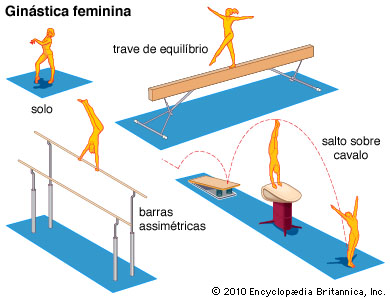 Ginástica feminina
trave de equilíbrio
solo
salto sobre
cavalo
barras
assimétricas
© 2010 Encyclopædia Britannica, Inc.